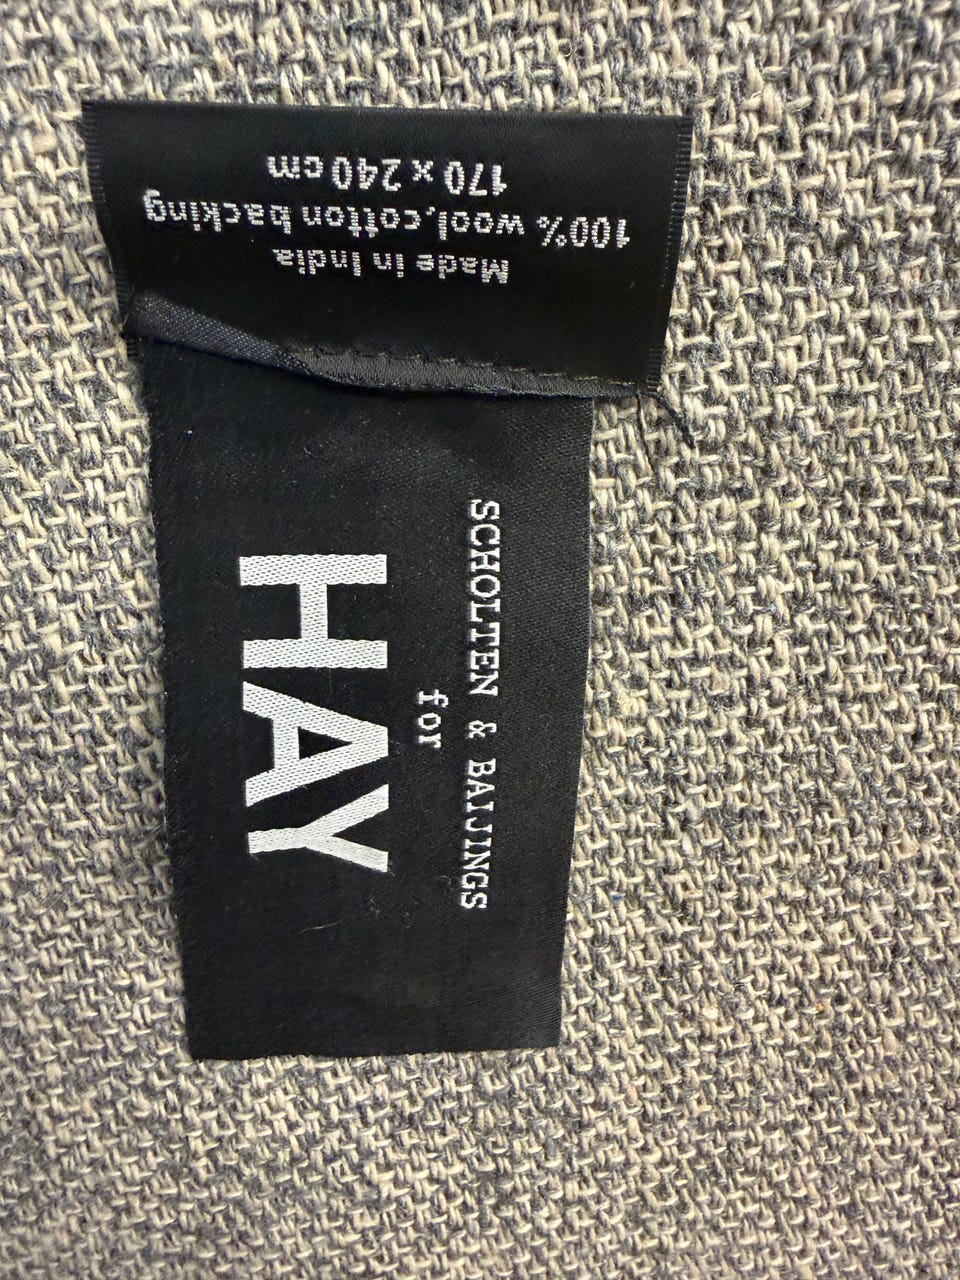 Made in India
100% wool,cotton backing
170 x 240 cm
SCHOLTEN & BAIJINGS
for
HAY